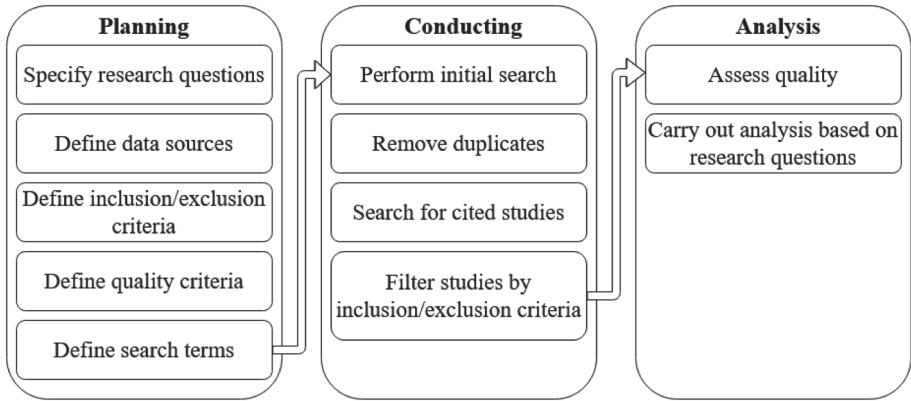 Planning
Specify research questions
Define data sources
Define inclusion/exclusion
criteria
Define quality criteria
Define search terms
Conducting
Perform initial search
Remove duplicates
Search for cited studies
Filter studies by
inclusion/exclusion criteria
Analysis
Assess quality
Carry out analysis based on
research questions